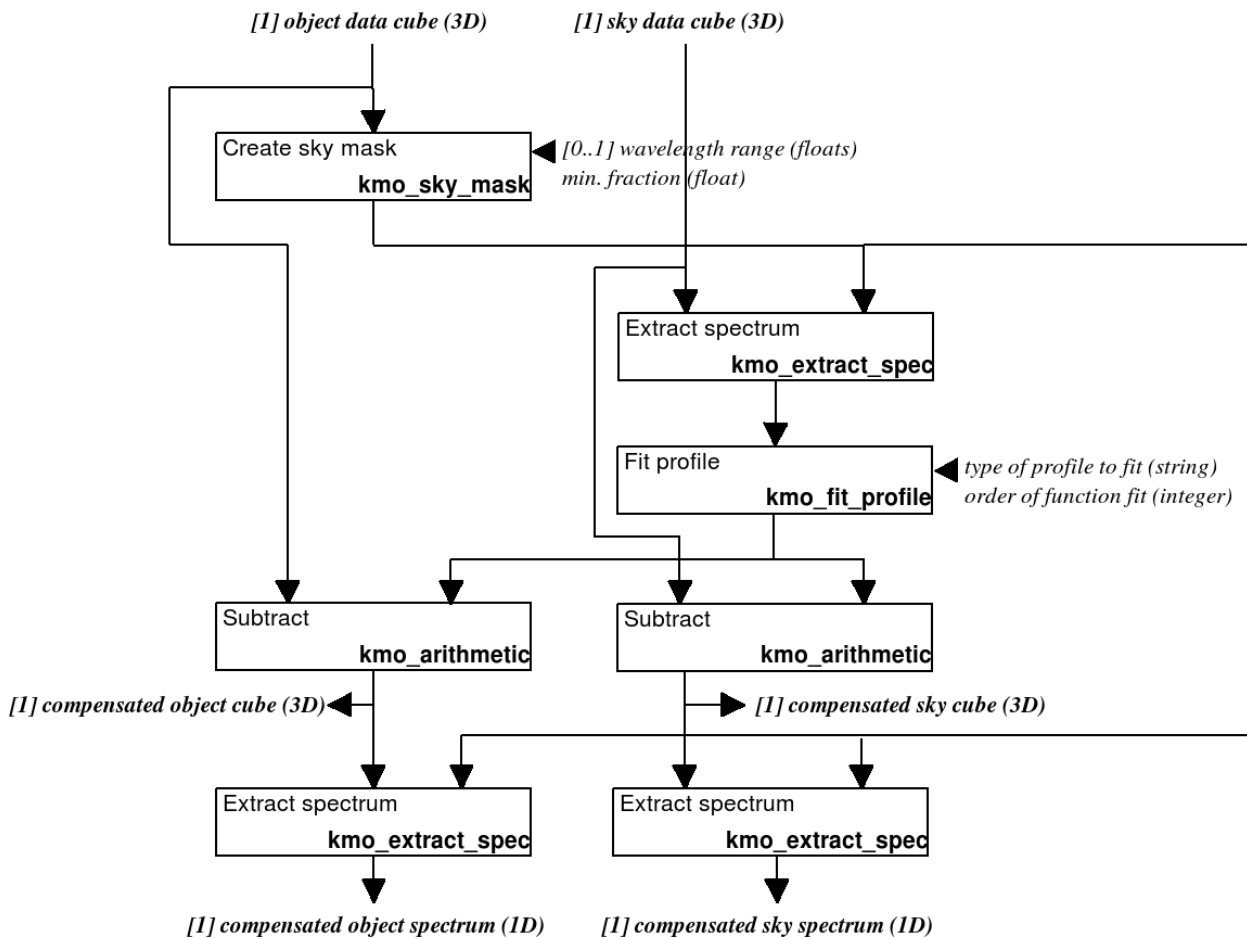 [1] object data cube (3D)
[1] sky data cube (3D)
Create sky mask
kmo_sky_mask
[0..1] wavelength range (floats)
min. fraction (float)
Extract spectrum
kmo_extract_spec
Fit profile
kmo_fit_profile
type of profile to fit (string)
order of function fit (integer)
Subtract
kmo_arithmetic
Subtract
kmo_arithmetic
[1] compensated object cube (3D)
[1] compensated sky cube (3D)
Extract spectrum
kmo_extract_spec
Extract spectrum
kmo_extract_spec
[1] compensated object spectrum (1D)
[1] compensated sky spectrum (1D)